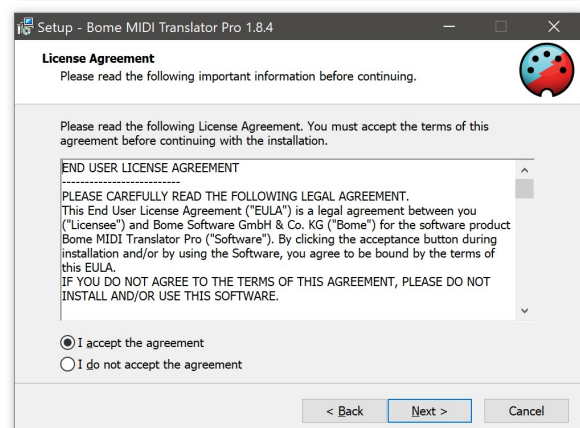 Setup - Bome MIDI Translator Pro 1.8.4
License Agreement
Please read the following important information before continuing.
Please read the following License Agreement. You must accept the terms of this
agreement before continuing with the installation.
END USER LICENSE AGREEMENT
--------------------------
PLEASE CAREFULLY READ THE FOLLOWING LEGAL AGREEMENT.
This End User License Agreement ("EULA") is a legal agreement between you
("Licensee") and Bome Software GmbH & Co. KG ("Bome") for the software product
Bome MIDI Translator Pro ("Software"). By clicking the acceptance button during
installation and/or by using the Software, you agree to be bound by the terms of
this EULA.
IF YOU DO NOT AGREE TO THE TERMS OF THIS AGREEMENT, PLEASE DO NOT
INSTALL AND/OR USE THIS SOFTWARE.
I accept the agreement
I do not accept the agreement
< Back Next > Cancel